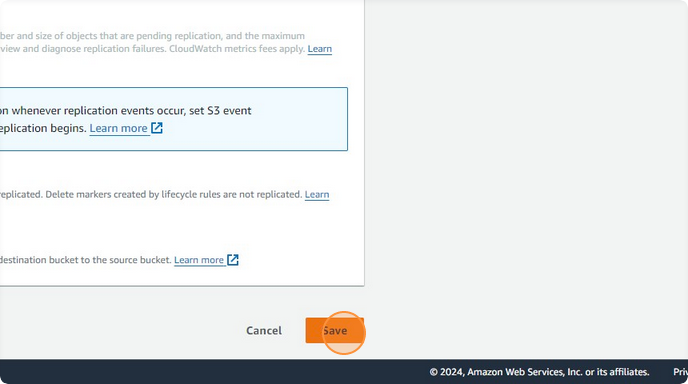 ber and size of objects that are pending replication, and the maximum
view and diagnose replication failures. CloudWatch metrics fees apply. Learn
on whenever replication events occur, set S3 event
eplication begins. Learn more
replicated. Delete markers created by lifecycle rules are not replicated. Learn
destination bucket to the source bucket. Learn more
Cancel Save
© 2024, Amazon Web Services, Inc. or its affiliates. Priv